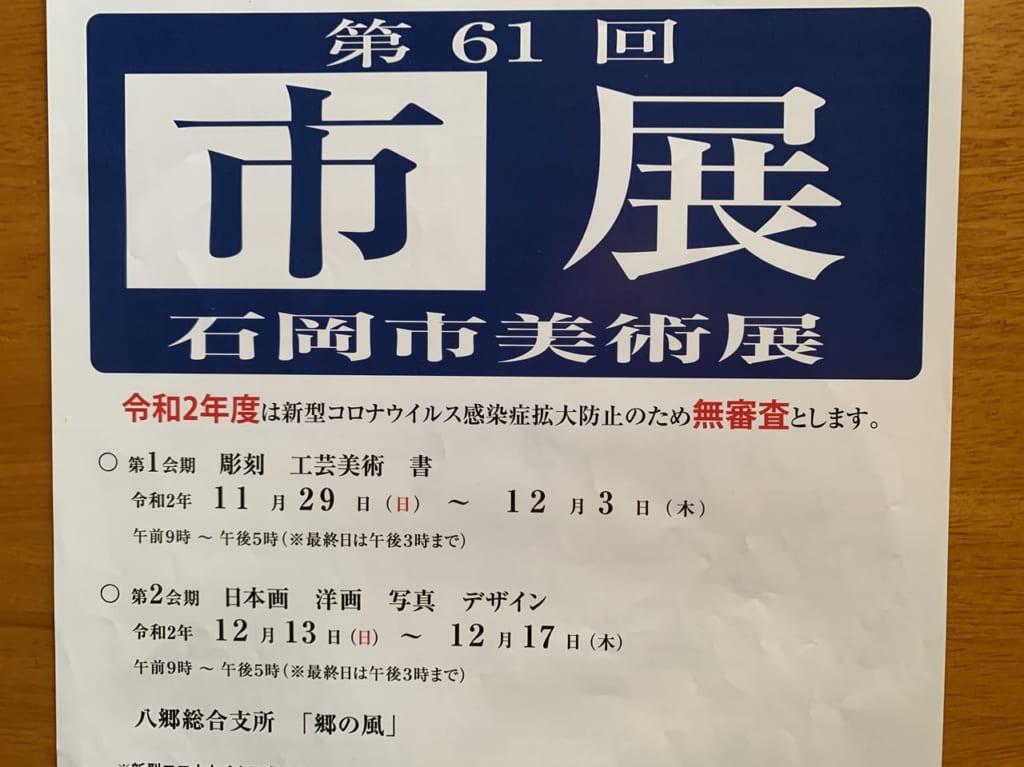 第 61 回
市 展
石岡市美術展
令和2年度は新型コロナウイルス感染症拡大防止のため無審査とします。
○ 第1会期 彫刻 工芸美術 書
令和2年 11 月 29 日(日) ~ 12 月 3 日(木)
午前9時 ~ 午後5時(※最終日は午後3時まで)
○ 第2会期 日本画 洋画 写真 デザイン
令和2年 12 月 13 日(日) ~ 12 月 17 日(木)
午前9時 ~ 午後5時(※最終日は午後3時まで)
八郷総合支所 「郷の風」